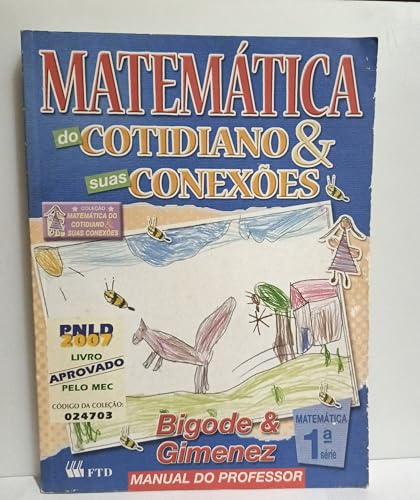 MATEMÁTICA
do COTIDIANO &
suas CONEXÕES
COLEÇÃO
MATEMÁTICA DO
COTIDIANO &
SUAS CONEXÕES
PNLD
2007
LIVRO
APROVADO
PELO MEC
CÓDIGO DA COLEÇÃO:
024703
Bigode &
Gimenez
MATEMÁTICA
1ª
série
FTD
MANUAL DO PROFESSOR